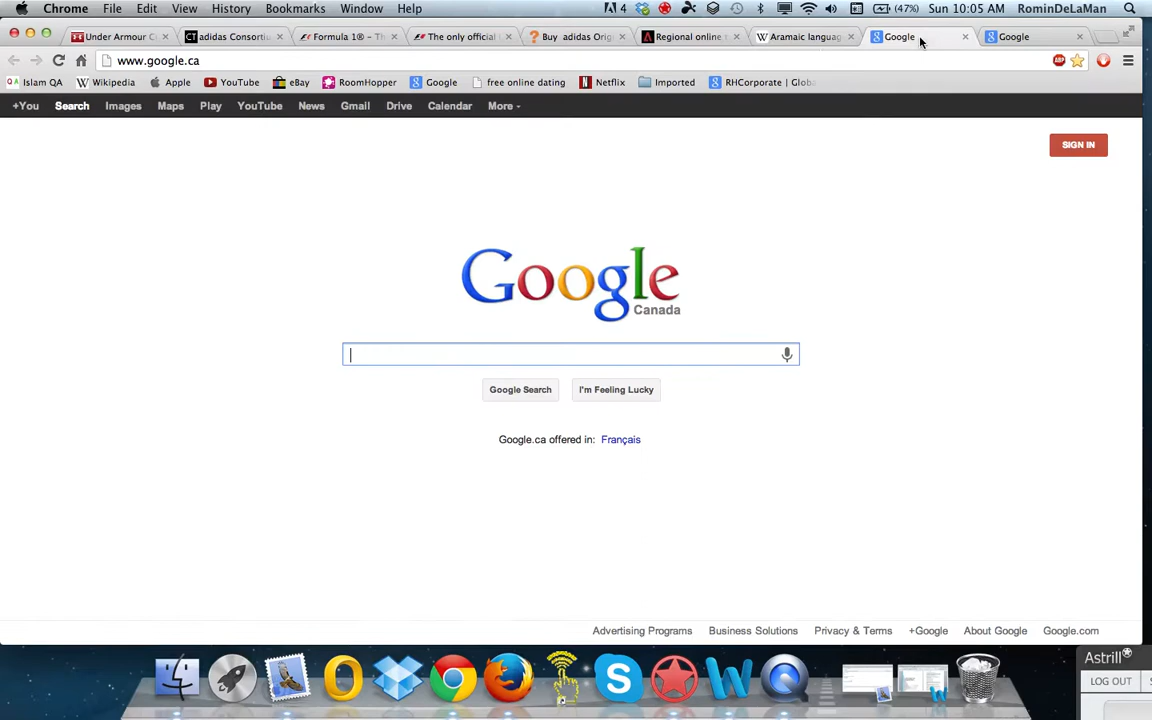 Chrome File Edit View History Bookmarks Window Help 4 (47%) Sun 10:05 AM RominDeLaMan
Under Armour C adidas Consortiu Formula 1® – Th The only official Buy adidas Orig Regional online Aramaic languag Google Google
www.google.ca ABP
Islam QA Wikipedia Apple YouTube eBay RoomHopper Google free online dating Netflix Imported RHCorporate | Globa
+You Search Images Maps Play YouTube News Gmail Drive Calendar More
SIGN IN
Google
Canada
Google Search I'm Feeling Lucky
Google.ca offered in: Français
Advertising Programs Business Solutions Privacy & Terms +Google About Google Google.com
Astrill
LOG OUT